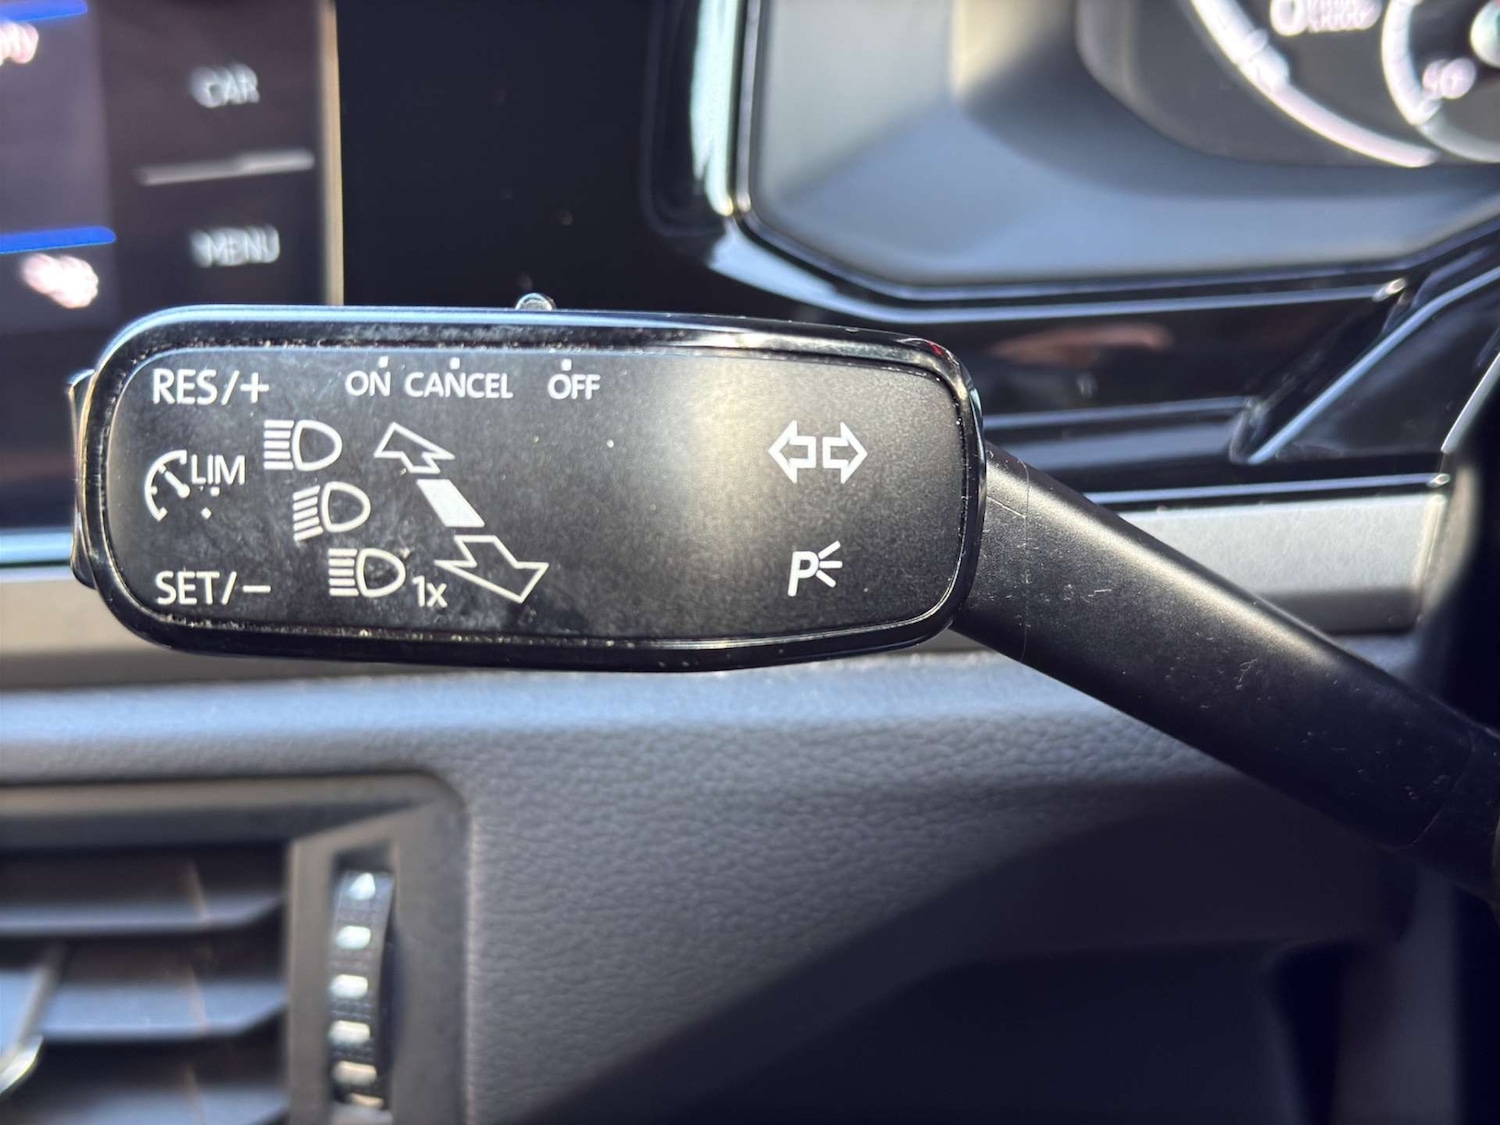 CAR
MENU
RES/+ ON CANCEL OFF
LIM
SET/−
1x
P